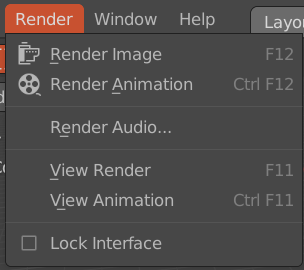 Render Window Help Layo
Render Image F12
Render Animation Ctrl F12
Render Audio...
View Render F11
View Animation Ctrl F11
Lock Interface